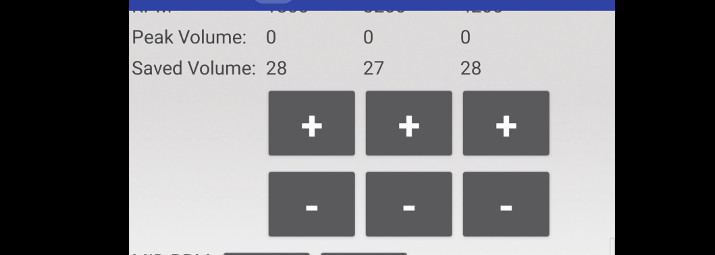 Peak Volume: 0 0 0
Saved Volume: 28 27 28
+ + +
- - -